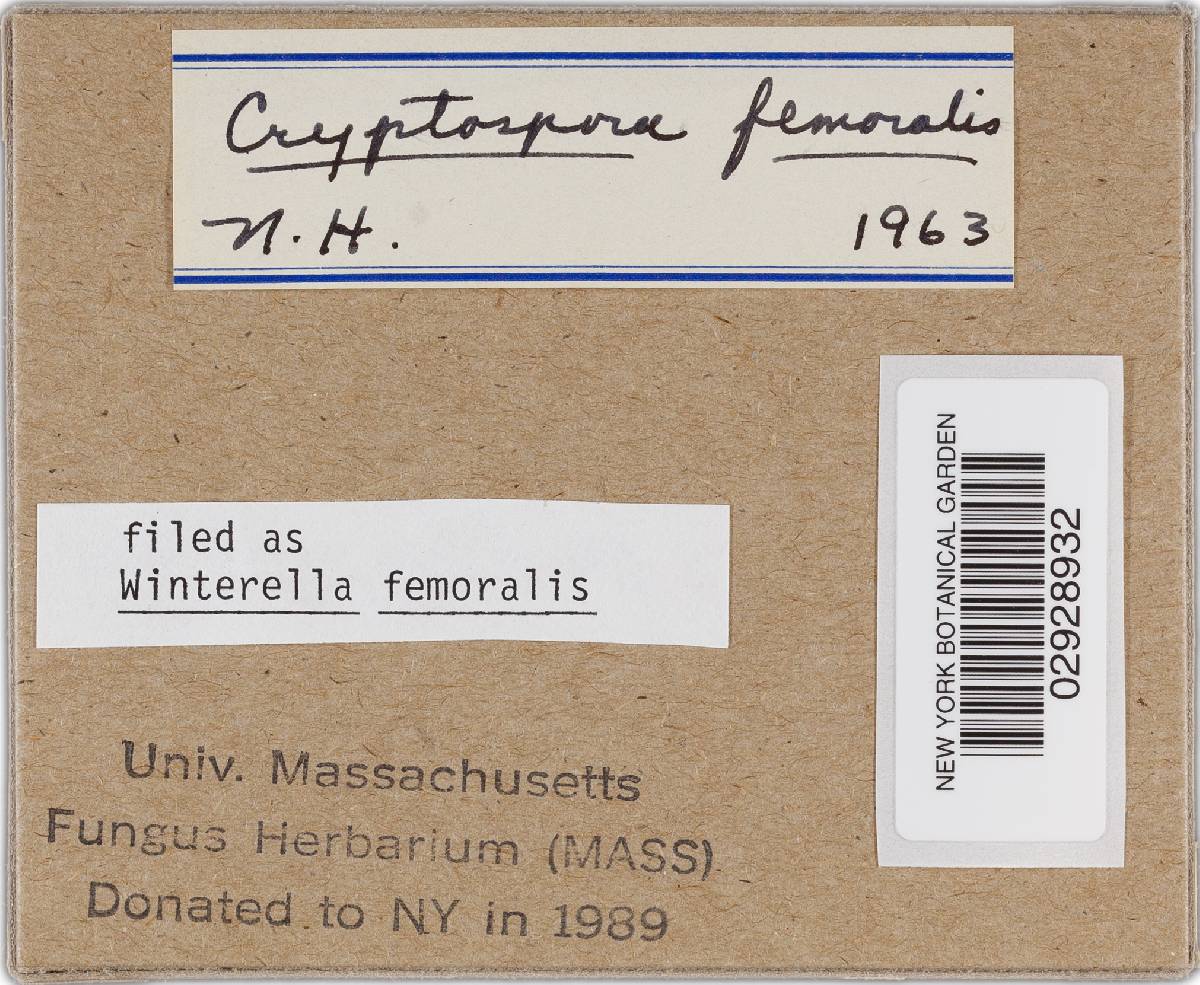 Cryptospora femoralis
N.H. 1963
filed as
Winterella femoralis
NEW YORK BOTANICAL GARDEN
02928932
Univ. Massachusetts
Fungus Herbarium (MASS)
Donated to NY in 1989